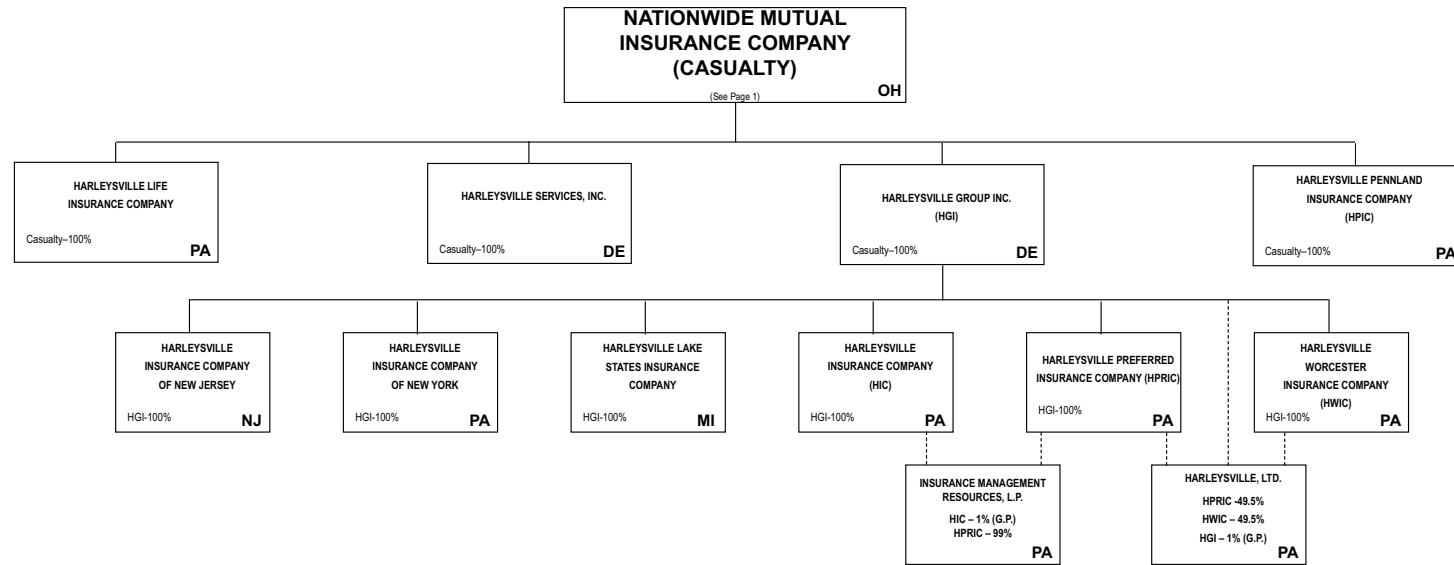 NATIONWIDE MUTUAL
INSURANCE COMPANY
(CASUALTY)
(See Page 1)
OH
HARLEYSVILLE LIFE
INSURANCE COMPANY
Casualty–100%
PA
HARLEYSVILLE SERVICES, INC.
Casualty–100%
DE
HARLEYSVILLE GROUP INC.
(HGI)
Casualty–100%
DE
HARLEYSVILLE PENNLAND
INSURANCE COMPANY
(HPIC)
Casualty–100%
PA
HARLEYSVILLE
INSURANCE COMPANY
OF NEW JERSEY
HGI-100%
NJ
HARLEYSVILLE
INSURANCE COMPANY
OF NEW YORK
HGI-100%
PA
HARLEYSVILLE LAKE
STATES INSURANCE
COMPANY
HGI-100%
MI
HARLEYSVILLE
INSURANCE COMPANY
(HIC)
HGI-100%
PA
HARLEYSVILLE PREFERRED
INSURANCE COMPANY (HPRIC)
HGI-100%
PA
HARLEYSVILLE
WORCESTER
INSURANCE COMPANY
(HWIC)
HGI-100%
PA
INSURANCE MANAGEMENT
RESOURCES, L.P.
HIC – 1% (G.P.)
HPRIC – 99%
PA
HARLEYSVILLE, LTD.
HPRIC -49.5%
HWIC – 49.5%
HGI – 1% (G.P.)
PA